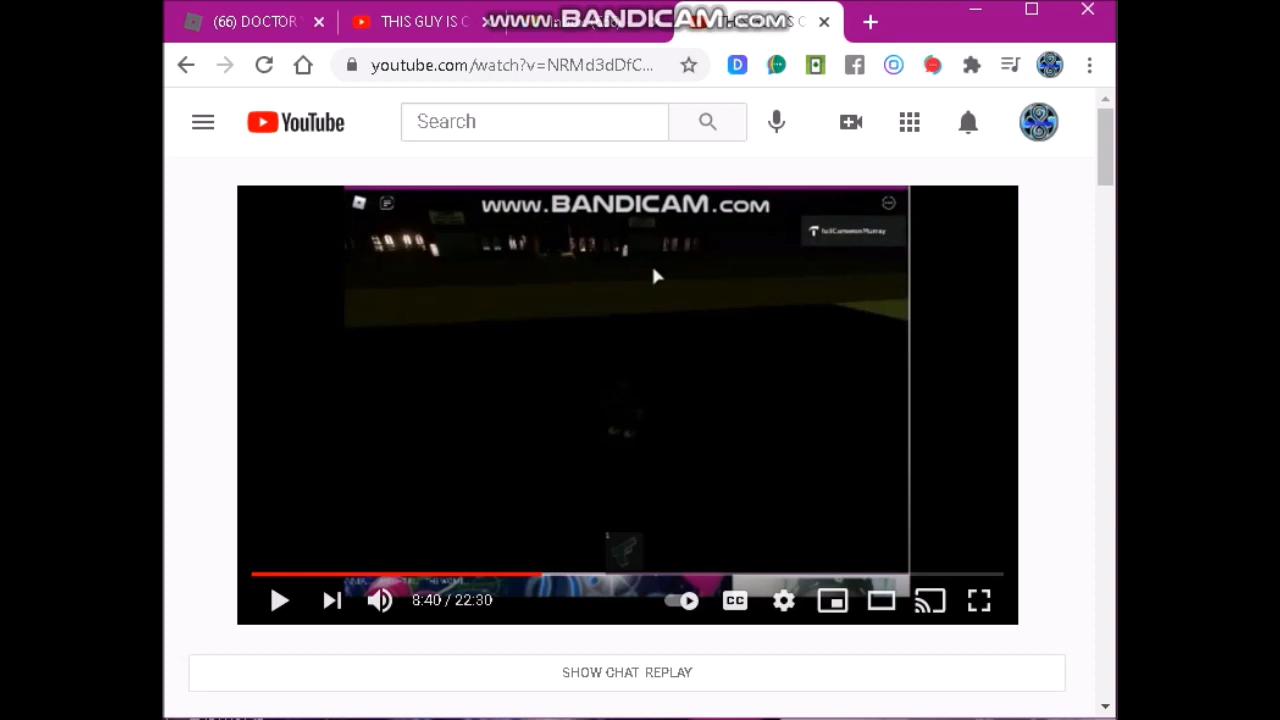 (66) DOCTOR
THIS GUY IS C
www.BANDICAM.com
youtube.com/watch?v=NRMd3dDfC...
YouTube
Search
www.BANDICAM.com
8:40 / 22:30
CC
SHOW CHAT REPLAY